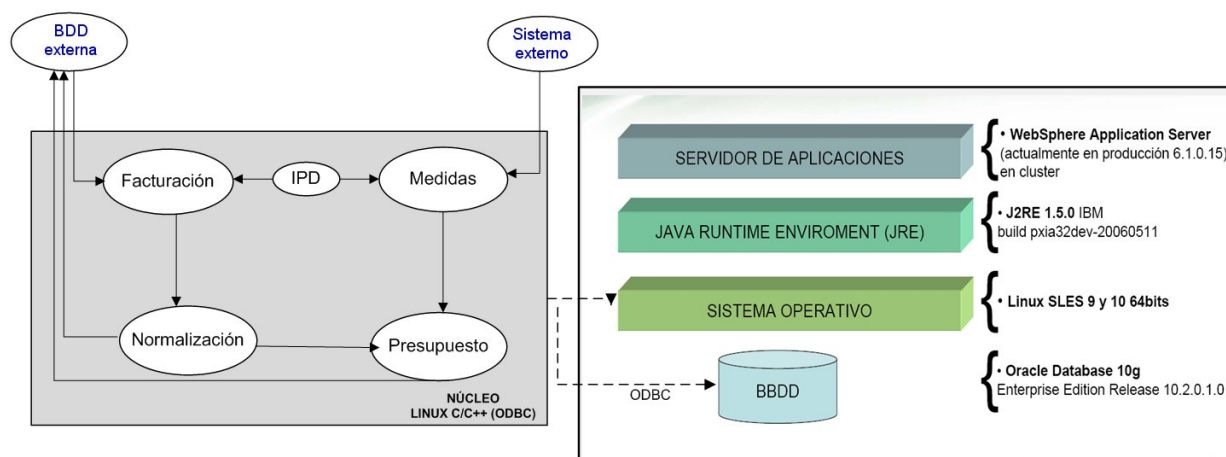 BDD
externa
Sistema
externo
Facturación
IPD
Medidas
Normalización
Presupuesto
NÚCLEO
LINUX C/C++ (ODBC)
SERVIDOR DE APLICACIONES
• WebSphere Application Server
(actualmente en producción 6.1.0.15)
en cluster
JAVA RUNTIME ENVIROMENT (JRE)
• J2RE 1.5.0 IBM
build pxia32dev-20060511
SISTEMA OPERATIVO
• Linux SLES 9 y 10 64bits
ODBC
BBDD
• Oracle Database 10g
Enterprise Edition Release 10.2.0.1.0